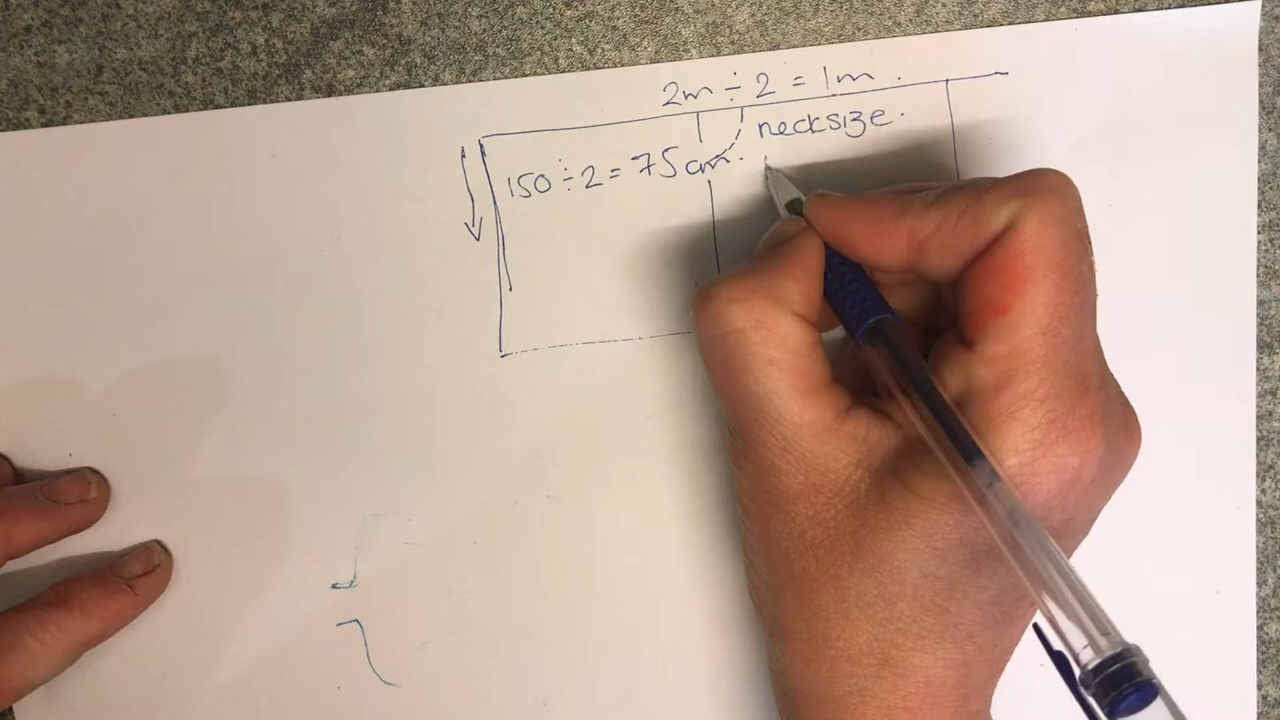 2m ÷ 2 = 1m.
necksize.
150 ÷ 2 = 75cm.